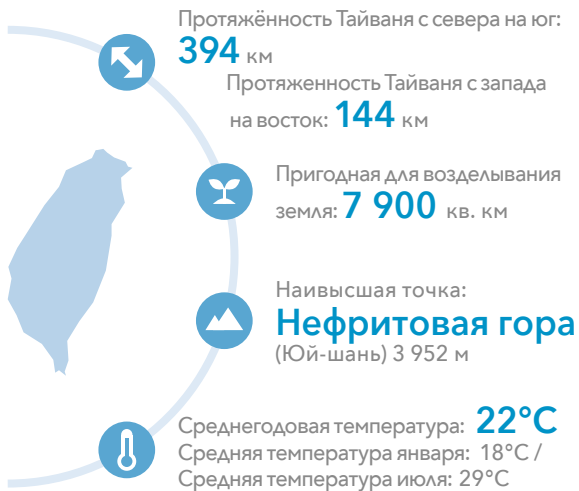 Протяжённость Тайваня с севера на юг:
394 км
Протяженность Тайваня с запада
на восток: 144 км
Пригодная для возделывания
земля: 7 900 кв. км
Наивысшая точка:
Нефритовая гора
(Юй-шань) 3 952 м
Среднегодовая температура: 22°C
Средняя температура января: 18°C /
Средняя температура июля: 29°C